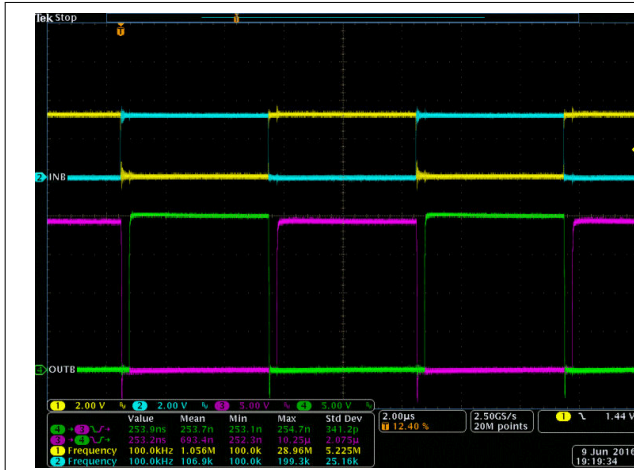 Tek Stop
T
T
2 INB
4 OUTB
1 2.00 V 2 2.00 V 3 5.00 V 4 5.00 V
Value Mean Min Max Std Dev
4 → 3 253.9ns 253.7n 253.1n 254.7n 341.2p
3 → 4 253.2ns 693.4n 252.3n 10.25µ 2.075µ
1 Frequency 100.0kHz 1.056M 100.0k 28.96M 5.225M
2 Frequency 100.0kHz 106.9k 100.0k 199.3k 25.16k
2.00µs
T 12.40 %
2.50GS/s
20M points
1 1.44 V
9 Jun 2016
19:19:34